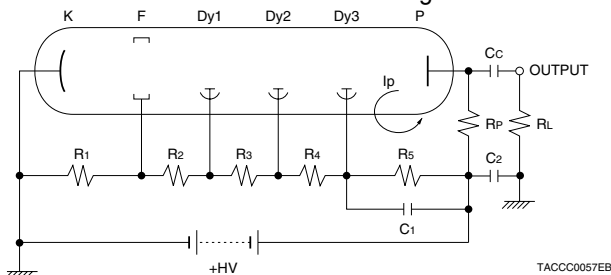 K F Dy1 Dy2 Dy3 P
CC
OUTPUT
Ip
RP RL
R1 R2 R3 R4 R5 C2
C1
+HV
TACCC0057EB